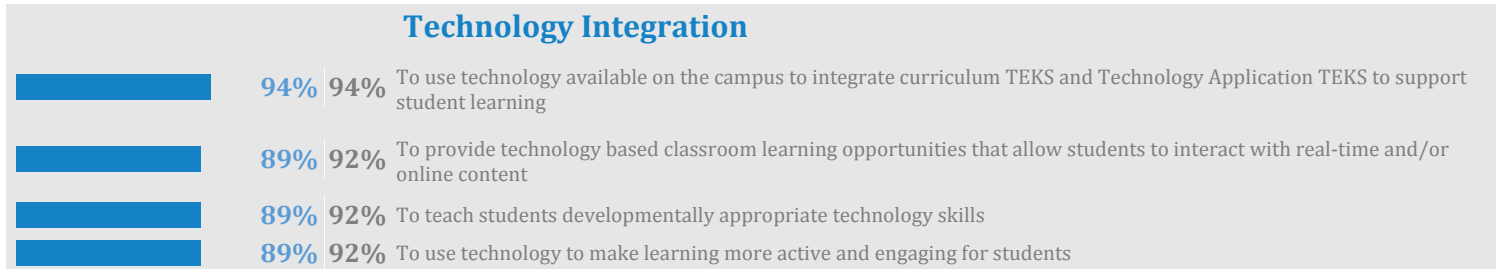 Technology Integration
94% 94% To use technology available on the campus to integrate curriculum TEKS and Technology Application TEKS to support
student learning
89% 92% To provide technology based classroom learning opportunities that allow students to interact with real-time and/or
online content
89% 92% To teach students developmentally appropriate technology skills
89% 92% To use technology to make learning more active and engaging for students